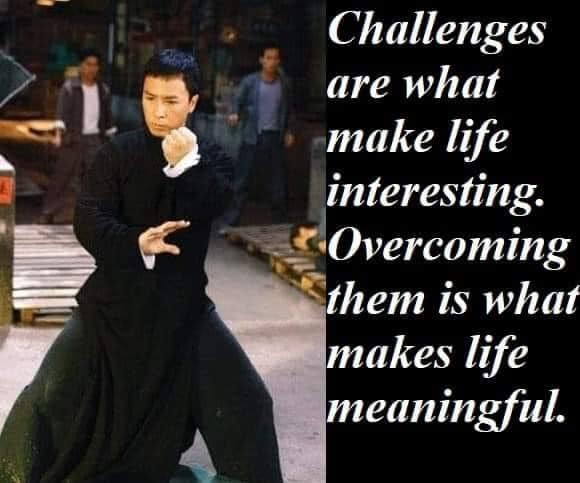 Challenges
are what
make life
interesting.
Overcoming
them is what
makes life
meaningful.